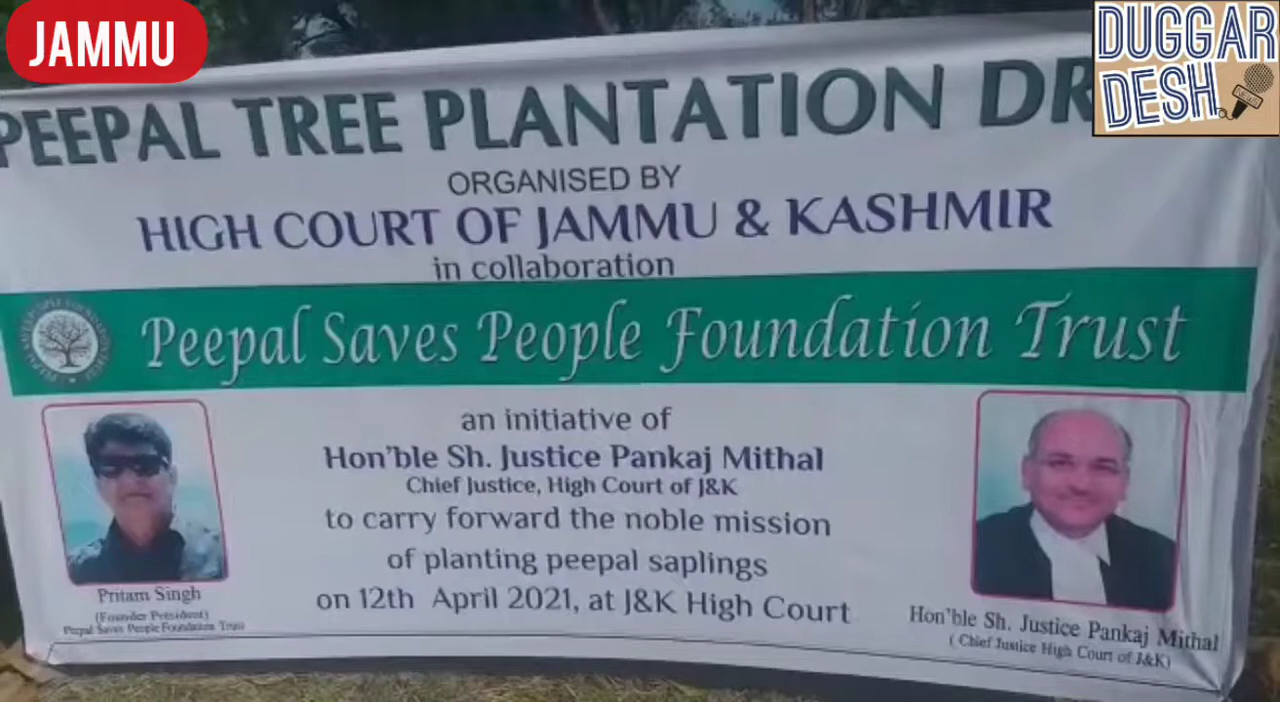 JAMMU
DUGGAR
DESH
NEWS
PEEPAL TREE PLANTATION DR
ORGANISED BY
HIGH COURT OF JAMMU & KASHMIR
in collaboration
Peepal Saves People Foundation Trust
an initiative of
Hon'ble Sh. Justice Pankaj Mithal
Chief Justice, High Court of J&K
to carry forward the noble mission
of planting peepal saplings
on 12th April 2021, at J&K High Court
Pritam Singh
(Founder President)
Pepal Saves People Foundation Trust
Hon'ble Sh. Justice Pankaj Mithal
( Chief Justice High Court of J&K)